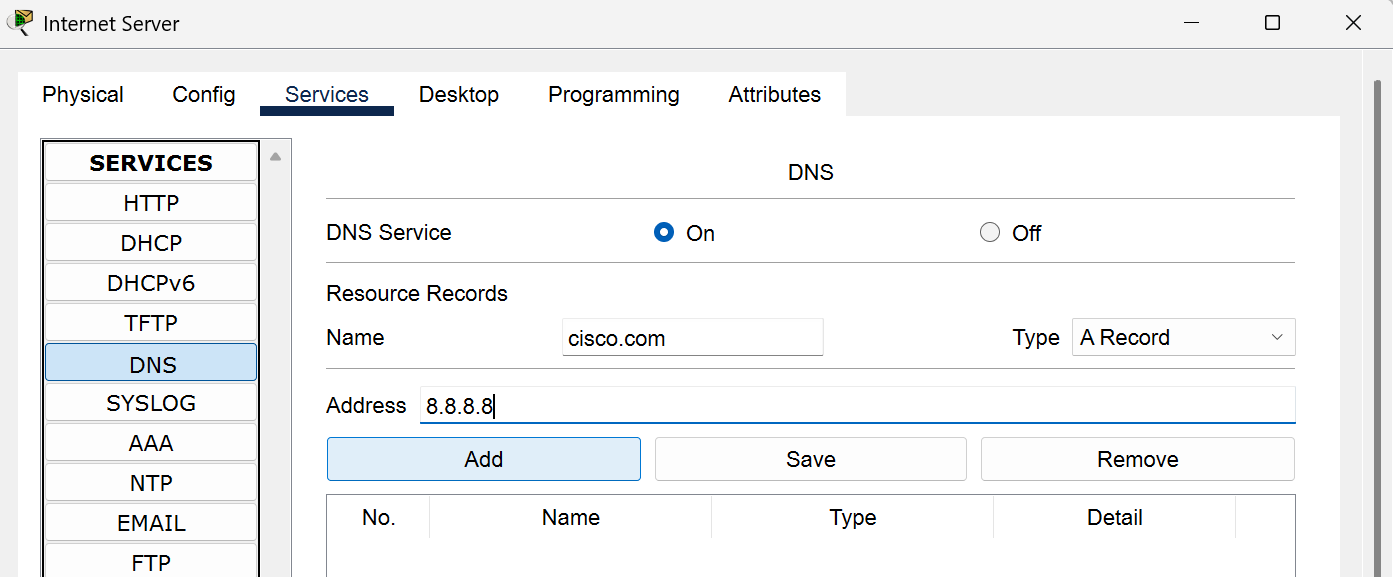 Internet Server
Physical Config Services Desktop Programming Attributes
SERVICES
HTTP
DHCP
DHCPv6
TFTP
DNS
SYSLOG
AAA
NTP
EMAIL
FTP
DNS
DNS Service On Off
Resource Records
Name cisco.com Type A Record
Address 8.8.8.8
Add Save Remove
No. Name Type Detail